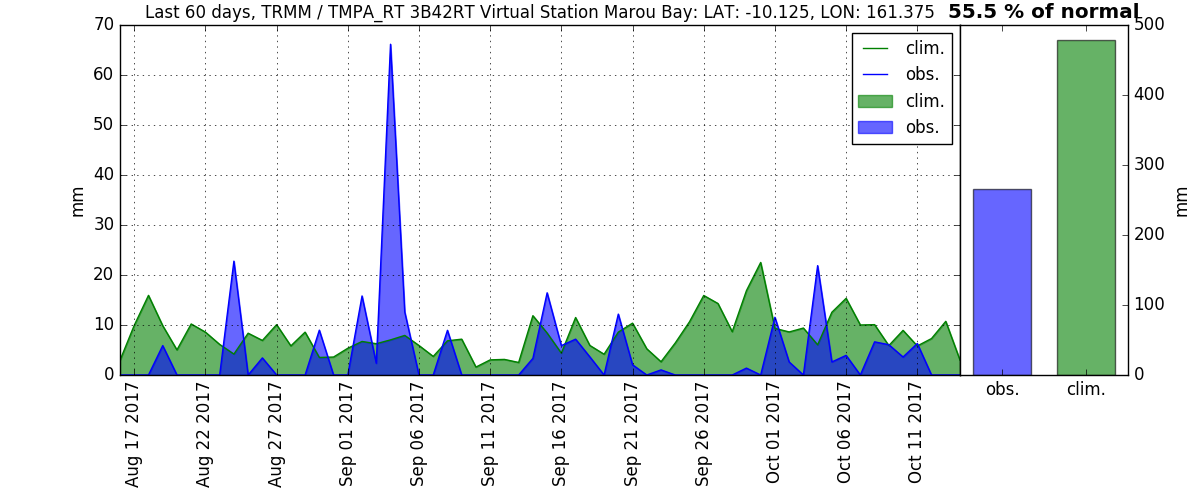 Last 60 days, TRMM / TMPA_RT 3B42RT Virtual Station Marou Bay: LAT: -10.125, LON: 161.375
55.5 % of normal
70
60
50
40
30
20
10
0
mm
clim.
obs.
clim.
obs.
Aug 17 2017
Aug 22 2017
Aug 27 2017
Sep 01 2017
Sep 06 2017
Sep 11 2017
Sep 16 2017
Sep 21 2017
Sep 26 2017
Oct 01 2017
Oct 06 2017
Oct 11 2017
500
400
300
200
100
0
mm
obs.
clim.